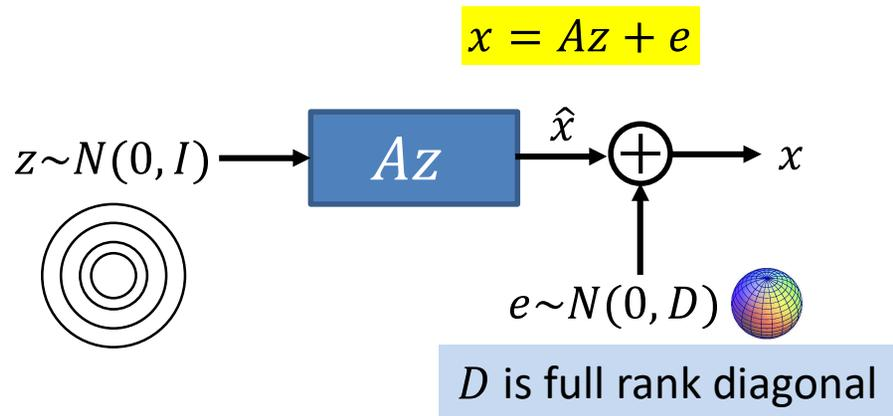 x = Az + e
z~N(0, I)
Az
x̂
+
x
e~N(0, D)
D is full rank diagonal